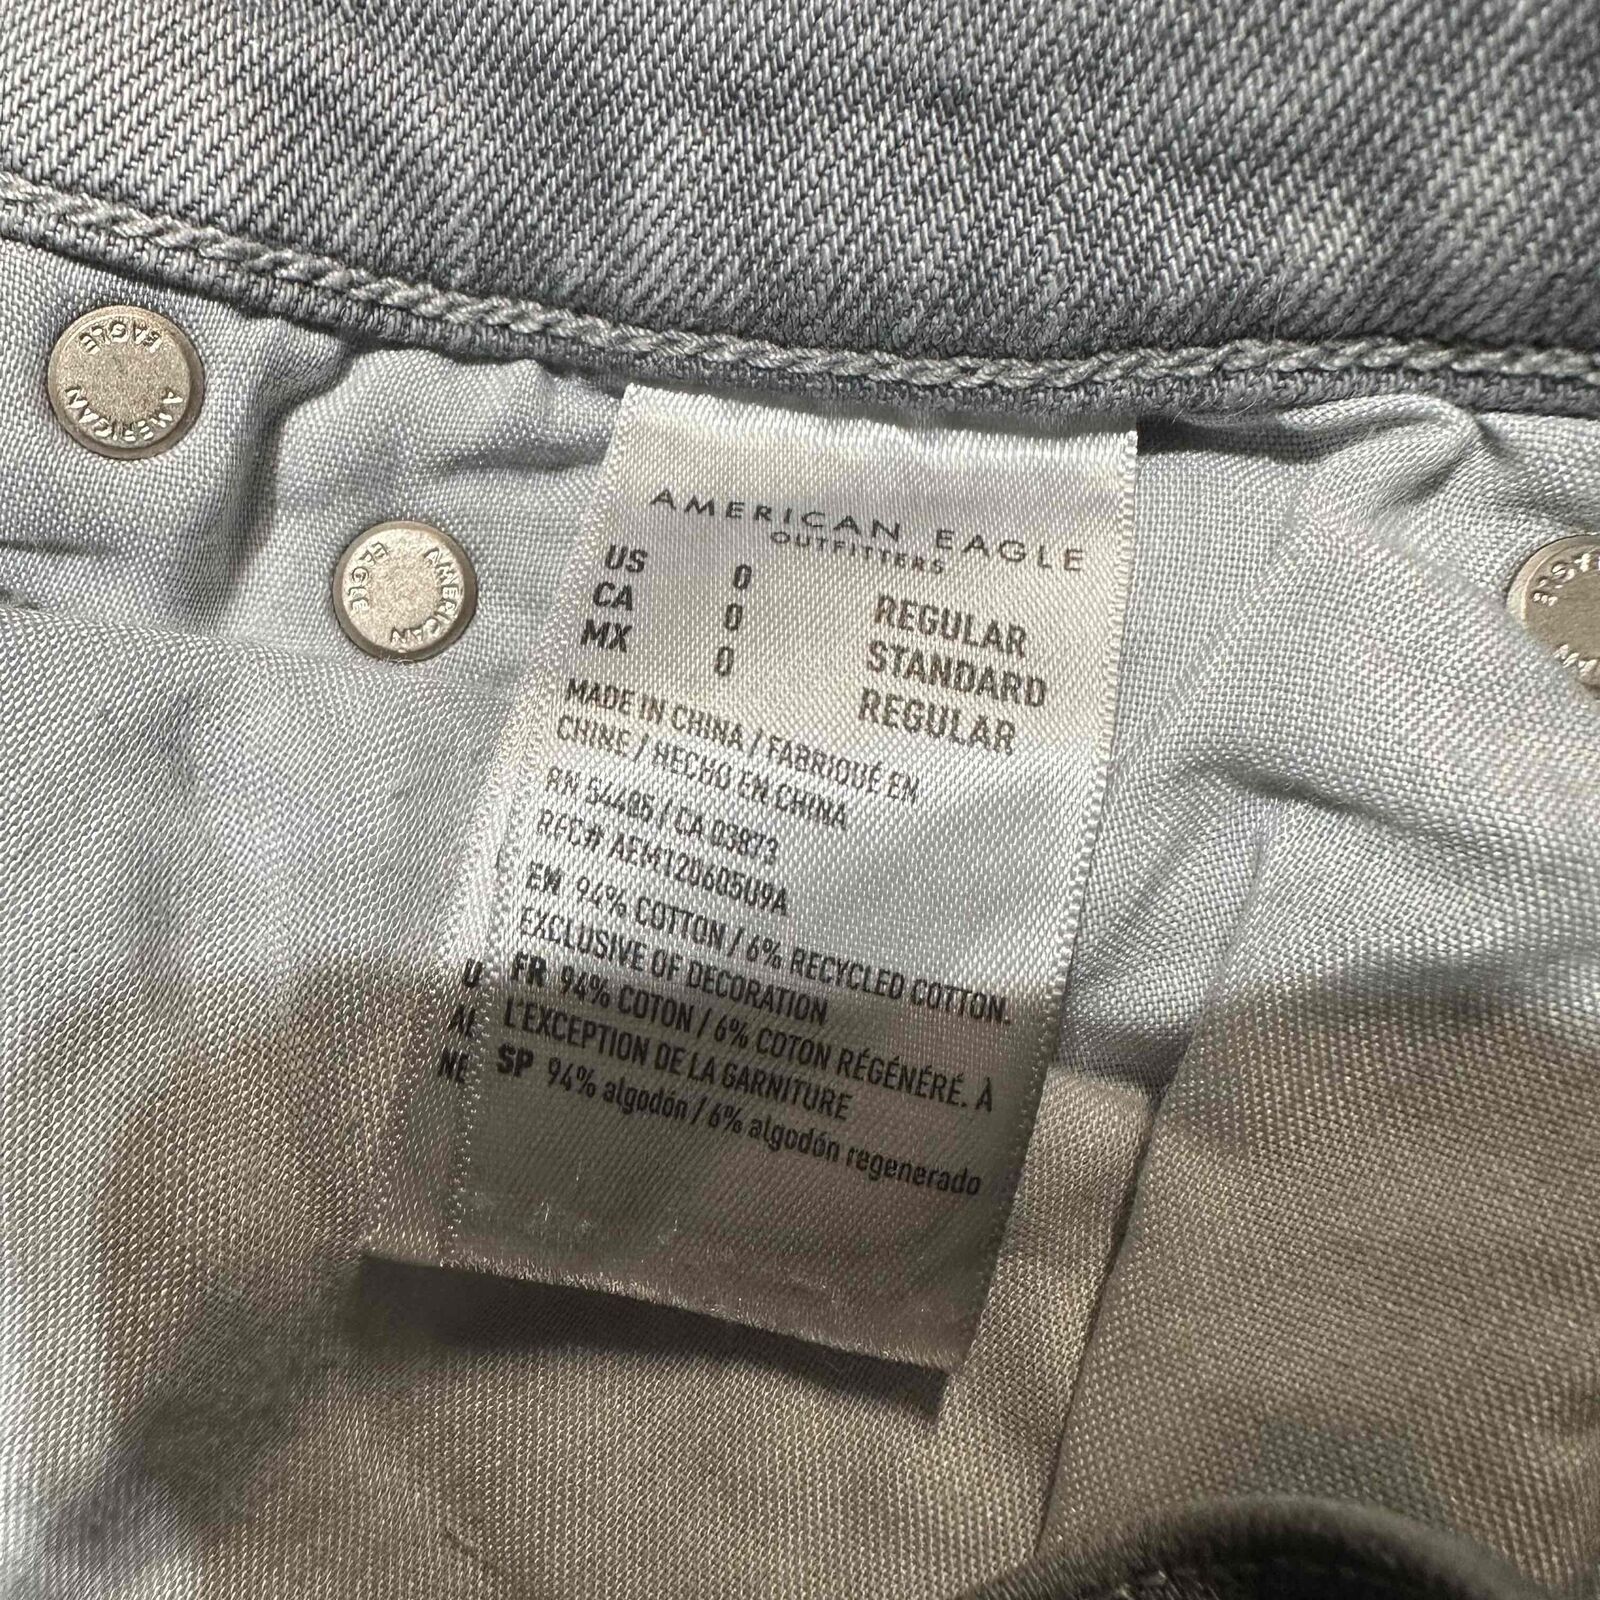 AMERICAN EAGLE
OUTFITTERS
US 0 REGULAR
CA 0 STANDARD
MX 0 REGULAR
MADE IN CHINA / FABRIQUÉ EN
CHINE / HECHO EN CHINA
RN 54485 / CA 03873
RFC# AEM120605U9A
EN 94% COTTON / 6% RECYCLED COTTON.
EXCLUSIVE OF DECORATION
FR 94% COTON / 6% COTON RÉGÉNÉRÉ. À
L'EXCEPTION DE LA GARNITURE
SP 94% algodón / 6% algodón regenerado
AMERICAN
EAGLE
AMERICAN
EAGLE